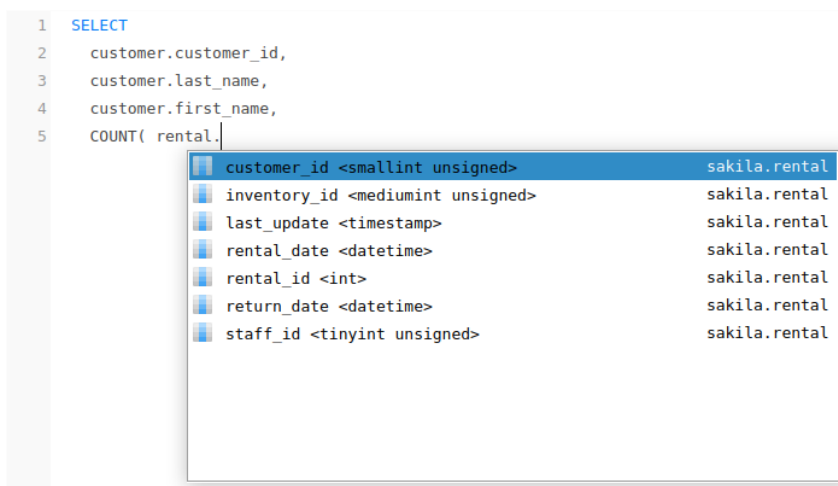 1 SELECT
2 customer.customer_id,
3 customer.last_name,
4 customer.first_name,
5 COUNT( rental.
customer_id <smallint unsigned> sakila.rental
inventory_id <mediumint unsigned> sakila.rental
last_update <timestamp> sakila.rental
rental_date <datetime> sakila.rental
rental_id <int> sakila.rental
return_date <datetime> sakila.rental
staff_id <tinyint unsigned> sakila.rental